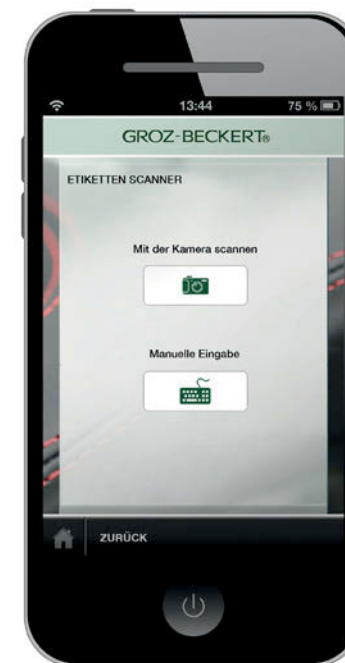 13:44
75 %
GROZ-BECKERT®
ETIKETTEN SCANNER
Mit der Kamera scannen
Manuelle Eingabe
ZURÜCK